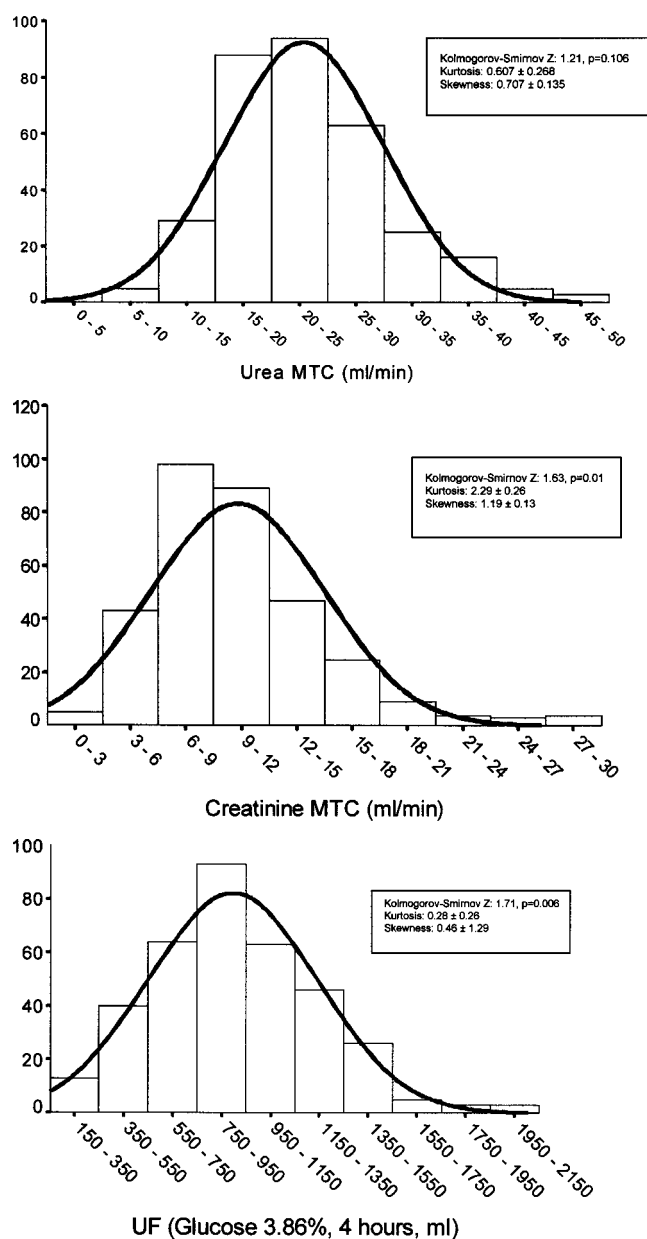 100
80
60
40
20
0
Kolmogorov-Smirnov Z: 1.21, p=0.106
Kurtosis: 0.607 ± 0.268
Skewness: 0.707 ± 0.135
0 - 5
5 - 10
10 - 15
15 - 20
20 - 25
25 - 30
30 - 35
35 - 40
40 - 45
45 - 50
Urea MTC (ml/min)
120
100
80
60
40
20
0
Kolmogorov-Smirnov Z: 1.63, p=0.01
Kurtosis: 2.29 ± 0.26
Skewness: 1.19 ± 0.13
0 - 3
3 - 6
6 - 9
9 - 12
12 - 15
15 - 18
18 - 21
21 - 24
24 - 27
27 - 30
Creatinine MTC (ml/min)
100
80
60
40
20
0
Kolmogorov-Smirnov Z: 1.71, p=0.006
Kurtosis: 0.28 ± 0.26
Skewness: 0.46 ± 1.29
150 - 350
350 - 550
550 - 750
750 - 950
950 - 1150
1150 - 1350
1350 - 1550
1550 - 1750
1750 - 1950
1950 - 2150
UF (Glucose 3.86%, 4 hours, ml)